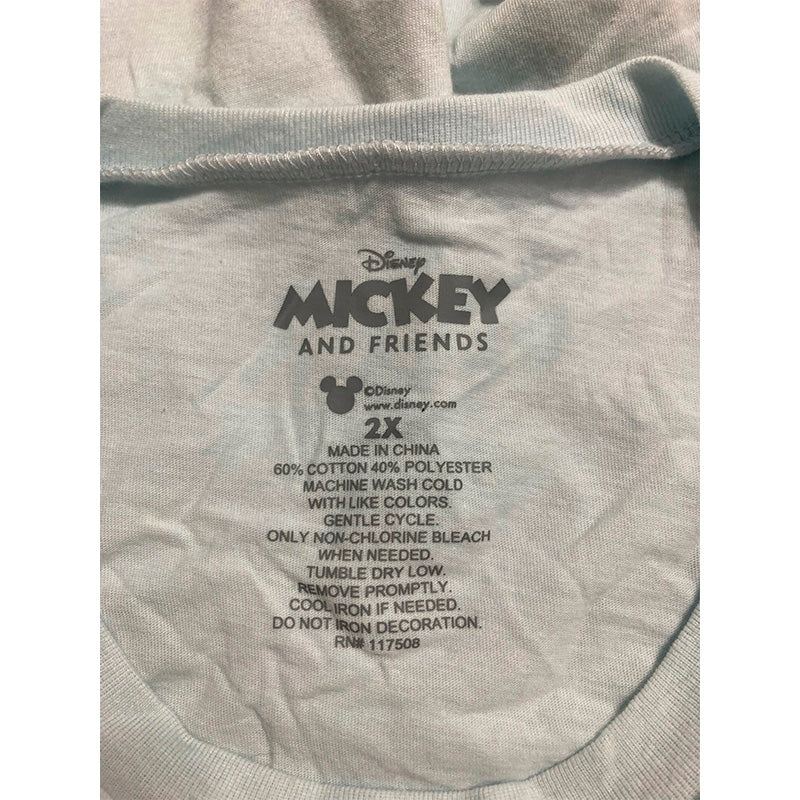 Disney
MICKEY
AND FRIENDS
©Disney
www.disney.com
2X
MADE IN CHINA
60% COTTON 40% POLYESTER
MACHINE WASH COLD
WITH LIKE COLORS.
GENTLE CYCLE.
ONLY NON-CHLORINE BLEACH
WHEN NEEDED.
TUMBLE DRY LOW.
REMOVE PROMPTLY.
COOL IRON IF NEEDED.
DO NOT IRON DECORATION.
RN# 117508